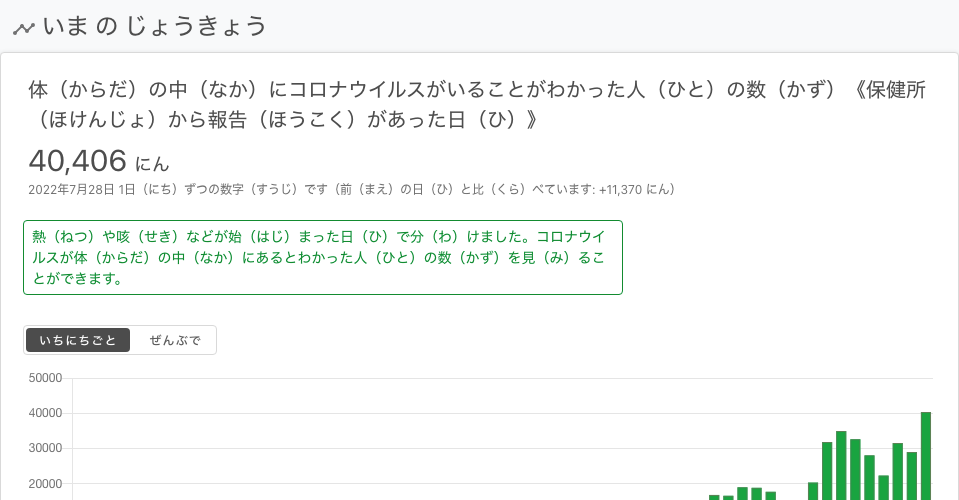 いま の じょうきょう
体（からだ）の中（なか）にコロナウイルスがいることがわかった人（ひと）の数（かず）《保健所
（ほけんじょ）から報告（ほうこく）があった日（ひ）》
40,406 にん
2022年7月28日 1日（にち）ずつの数字（すうじ）です（前（まえ）の日（ひ）と比（くら）べています: +11,370 にん）
熱（ねつ）や咳（せき）などが始（はじ）まった日（ひ）で分（わ）けました。コロナウイ
ルスが体（からだ）の中（なか）にあるとわかった人（ひと）の数（かず）を見（み）るこ
とができます。
いちにちごと ぜんぶで
50000
40000
30000
20000